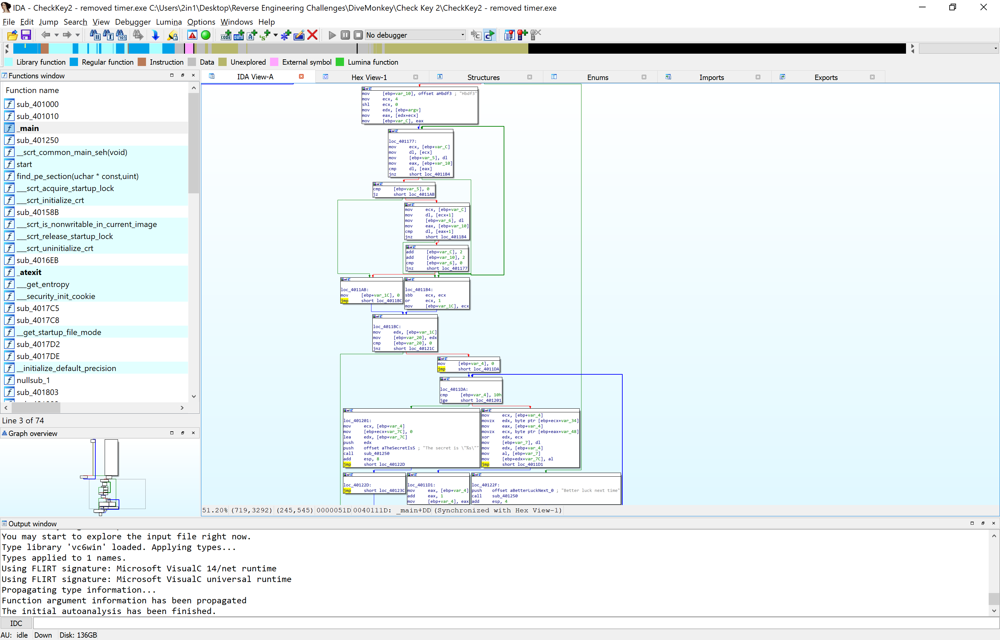 IDA - CheckKey2 - removed timer.exe C:\Users\2in1\Desktop\Reverse Engineering Challenges\DiveMonkey\Check Key 2\CheckKey2 - removed timer.exe
File Edit Jump Search View Debugger Lumina Options Windows Help
No debugger
Library function Regular function Instruction Data Unexplored External symbol Lumina function
Functions window
Function name
sub_401000
sub_401010
_main
sub_401250
__scrt_common_main_seh(void)
start
find_pe_section(uchar * const,uint)
___scrt_acquire_startup_lock
___scrt_initialize_crt
sub_40158B
___scrt_is_nonwritable_in_current_image
___scrt_release_startup_lock
___scrt_uninitialize_crt
sub_4016EB
_atexit
___get_entropy
___security_init_cookie
sub_4017C5
sub_4017C8
__get_startup_file_mode
sub_4017D2
sub_4017DE
__initialize_default_precision
nullsub_1
sub_401803
Line 3 of 74
Graph overview
IDA View-A Hex View-1 Structures Enums Imports Exports
mov [ebp+var_10], offset aHbdf3 ; "Hbdf3"
mov ecx, 4
shl ecx, 0
mov edx, [ebp+argv]
mov eax, [edx+ecx]
mov [ebp+var_C], eax
loc_401177:
mov ecx, [ebp+var_C]
mov dl, [ecx]
mov [ebp+var_5], dl
mov eax, [ebp+var_10]
cmp dl, [eax]
jnz short loc_4011B4
cmp [ebp+var_5], 0
jz short loc_4011AB
mov ecx, [ebp+var_C]
mov dl, [ecx+1]
mov [ebp+var_6], dl
mov eax, [ebp+var_10]
cmp dl, [eax+1]
jnz short loc_4011B4
add [ebp+var_C], 2
add [ebp+var_10], 2
cmp [ebp+var_6], 0
jnz short loc_401177
loc_4011AB:
mov [ebp+var_1C], 0
jmp short loc_4011BC
loc_4011B4:
sbb ecx, ecx
or ecx, 1
mov [ebp+var_1C], ecx
loc_4011BC:
mov edx, [ebp+var_1C]
mov [ebp+var_20], edx
cmp [ebp+var_20], 0
jnz short loc_40121C
mov [ebp+var_4], 0
jmp short loc_4011DA
loc_4011DA:
cmp [ebp+var_4], 10h
jge short loc_401201
loc_401201:
mov ecx, [ebp+var_4]
mov [ebp+ecx+var_7C], 0
lea edx, [ebp+var_7C]
push edx
push offset aTheSecretIsS ; "The secret is \"%s\""
call sub_401250
add esp, 8
jmp short loc_40122D
mov ecx, [ebp+var_4]
movzx edx, byte ptr [ebp+ecx+var_34]
mov eax, [ebp+var_4]
movzx ecx, byte ptr [ebp+eax+var_48]
xor edx, ecx
mov [ebp+var_7], dl
mov edx, [ebp+var_4]
mov al, [ebp+var_7]
mov [ebp+edx+var_7C], al
jmp short loc_4011D1
loc_40122D:
jmp short loc_40123C
loc_4011D1:
mov eax, [ebp+var_4]
add eax, 1
mov [ebp+var_4], eax
loc_40122F:
push offset aBetterLuckNext_0 ; "Better luck next time"
call sub_401250
add esp, 4
51.20% (719,3292) (245,545) 0000051D 0040111D: _main+DD (Synchronized with Hex View-1)
Output window
You may start to explore the input file right now.
Type library 'vc6win' loaded. Applying types...
Types applied to 1 names.
Using FLIRT signature: Microsoft VisualC 14/net runtime
Using FLIRT signature: Microsoft VisualC universal runtime
Propagating type information...
Function argument information has been propagated
The initial autoanalysis has been finished.
IDC
AU: idle Down Disk: 136GB